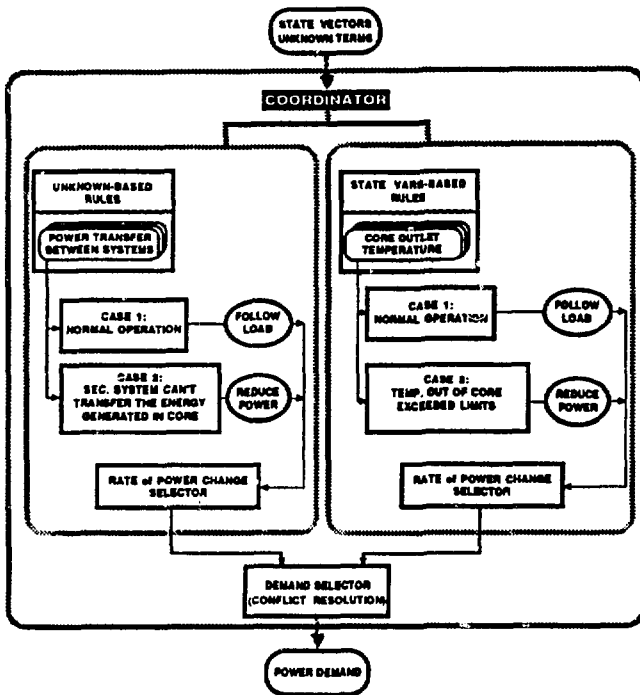 STATE VECTORS
UNKNOWN TERMS
COORDINATOR
UNKNOWN-BASED
RULES
POWER TRANSFER
BETWEEN SYSTEMS
CASE 1:
NORMAL OPERATION
FOLLOW
LOAD
CASE 2:
SEC. SYSTEM CAN'T
TRANSFER THE ENERGY
GENERATED IN CORE
REDUCE
POWER
RATE of POWER CHANGE
SELECTOR
STATE VARS-BASED
RULES
CORE OUTLET
TEMPERATURE
CASE 1:
NORMAL OPERATION
FOLLOW
LOAD
CASE 2:
TEMP. OUT OF CORE
EXCEEDED LIMITS
REDUCE
POWER
RATE of POWER CHANGE
SELECTOR
DEMAND SELECTOR
(CONFLICT RESOLUTION)
POWER DEMAND